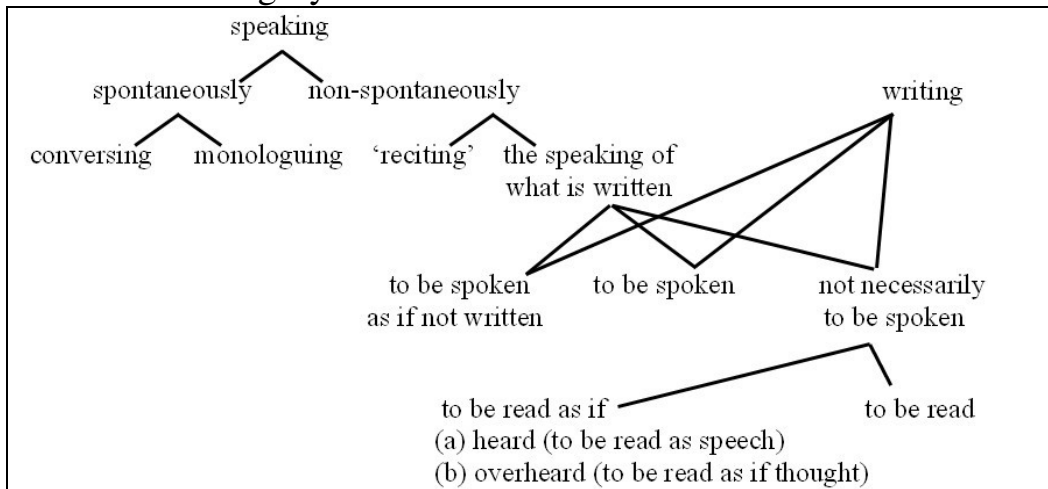 speaking
spontaneously non-spontaneously writing
conversing monologuing ‘reciting’ the speaking of
what is written
to be spoken to be spoken not necessarily
as if not written to be spoken
to be read as if to be read
(a) heard (to be read as speech)
(b) overheard (to be read as if thought)